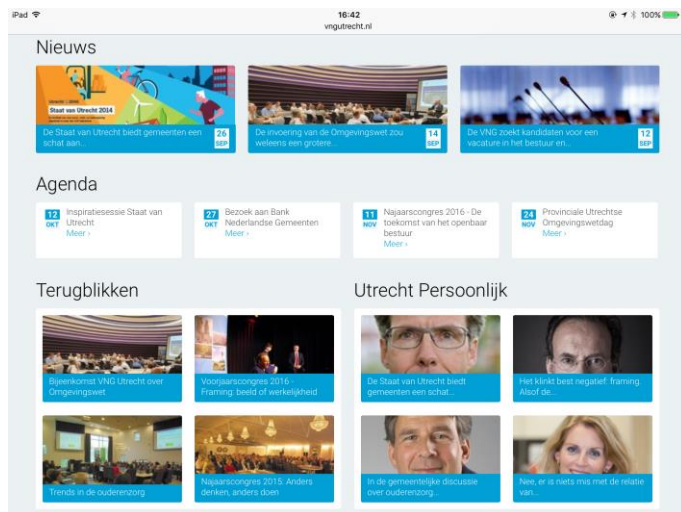 iPad
16:42
100%
vngutrecht.nl
Nieuws
Staat van Utrecht 2014
De Staat van Utrecht biedt gemeenten een
schat aan...
26
SEP
De invoering van de Omgevingswet zou
weleens een grotere...
14
SEP
De VNG zoekt kandidaten voor een
vacature in het bestuur en...
12
SEP
Agenda
12
OKT
Inspiratiesessie Staat van
Utrecht
Meer ›
27
OKT
Bezoek aan Bank
Nederlandse Gemeenten
Meer ›
11
NOV
Najaarscongres 2016 - De
toekomst van het openbaar
bestuur
Meer ›
24
NOV
Provinciale Utrechtse
Omgevingswetdag
Meer ›
Terugblikken
Bijeenkomst VNG Utrecht over
Omgevingswet
Voorjaarscongres 2016 -
Framing: beeld of werkelijkheid
Trends in de ouderenzorg
Najaarscongres 2015: Anders
denken, anders doen
Utrecht Persoonlijk
De Staat van Utrecht biedt
gemeenten een schat...
Het klinkt best negatief: framing.
Alsof de...
In de gemeentelijke discussie
over ouderenzorg...
Nee, er is niets mis met de relatie
van...